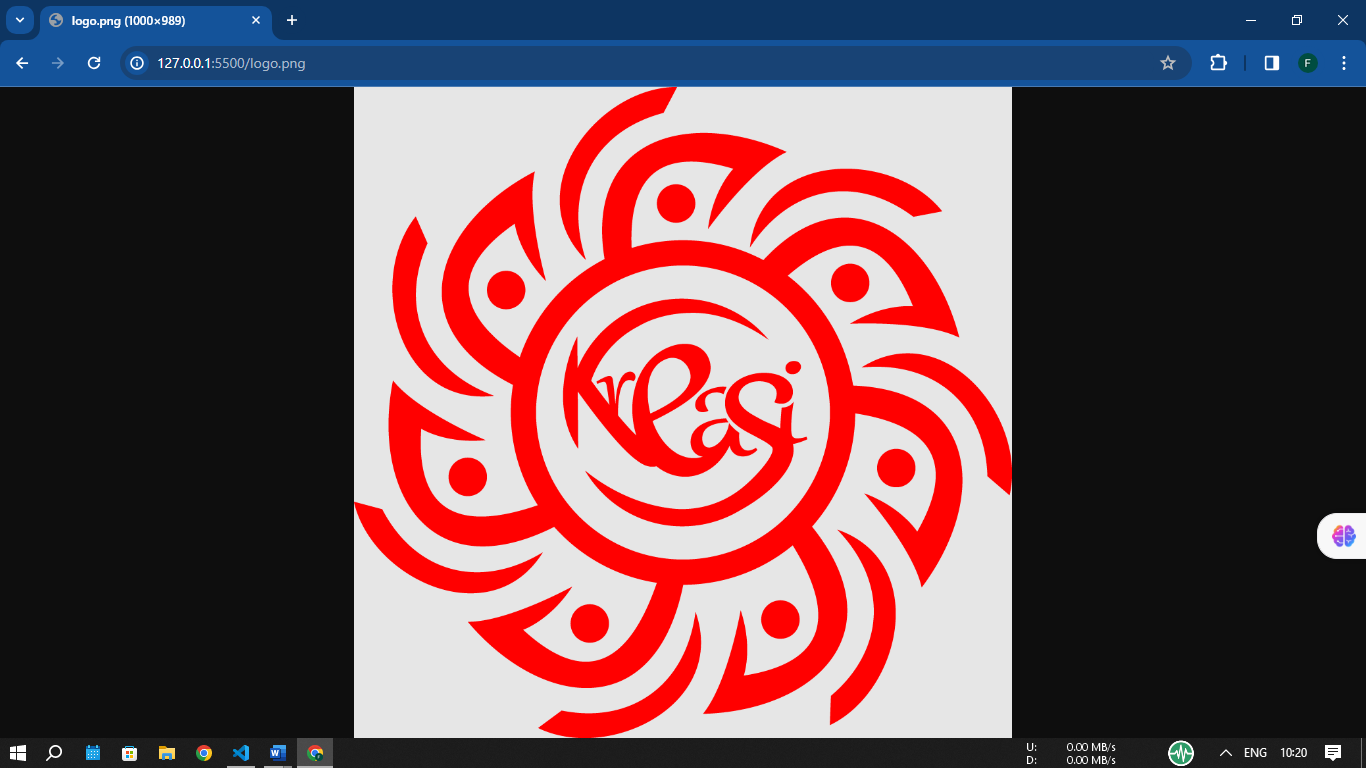 logo.png (1000×989)
127.0.0.1:5500/logo.png
F
Kreasi
U: 0.00 MB/s
D: 0.00 MB/s
ENG
10:20